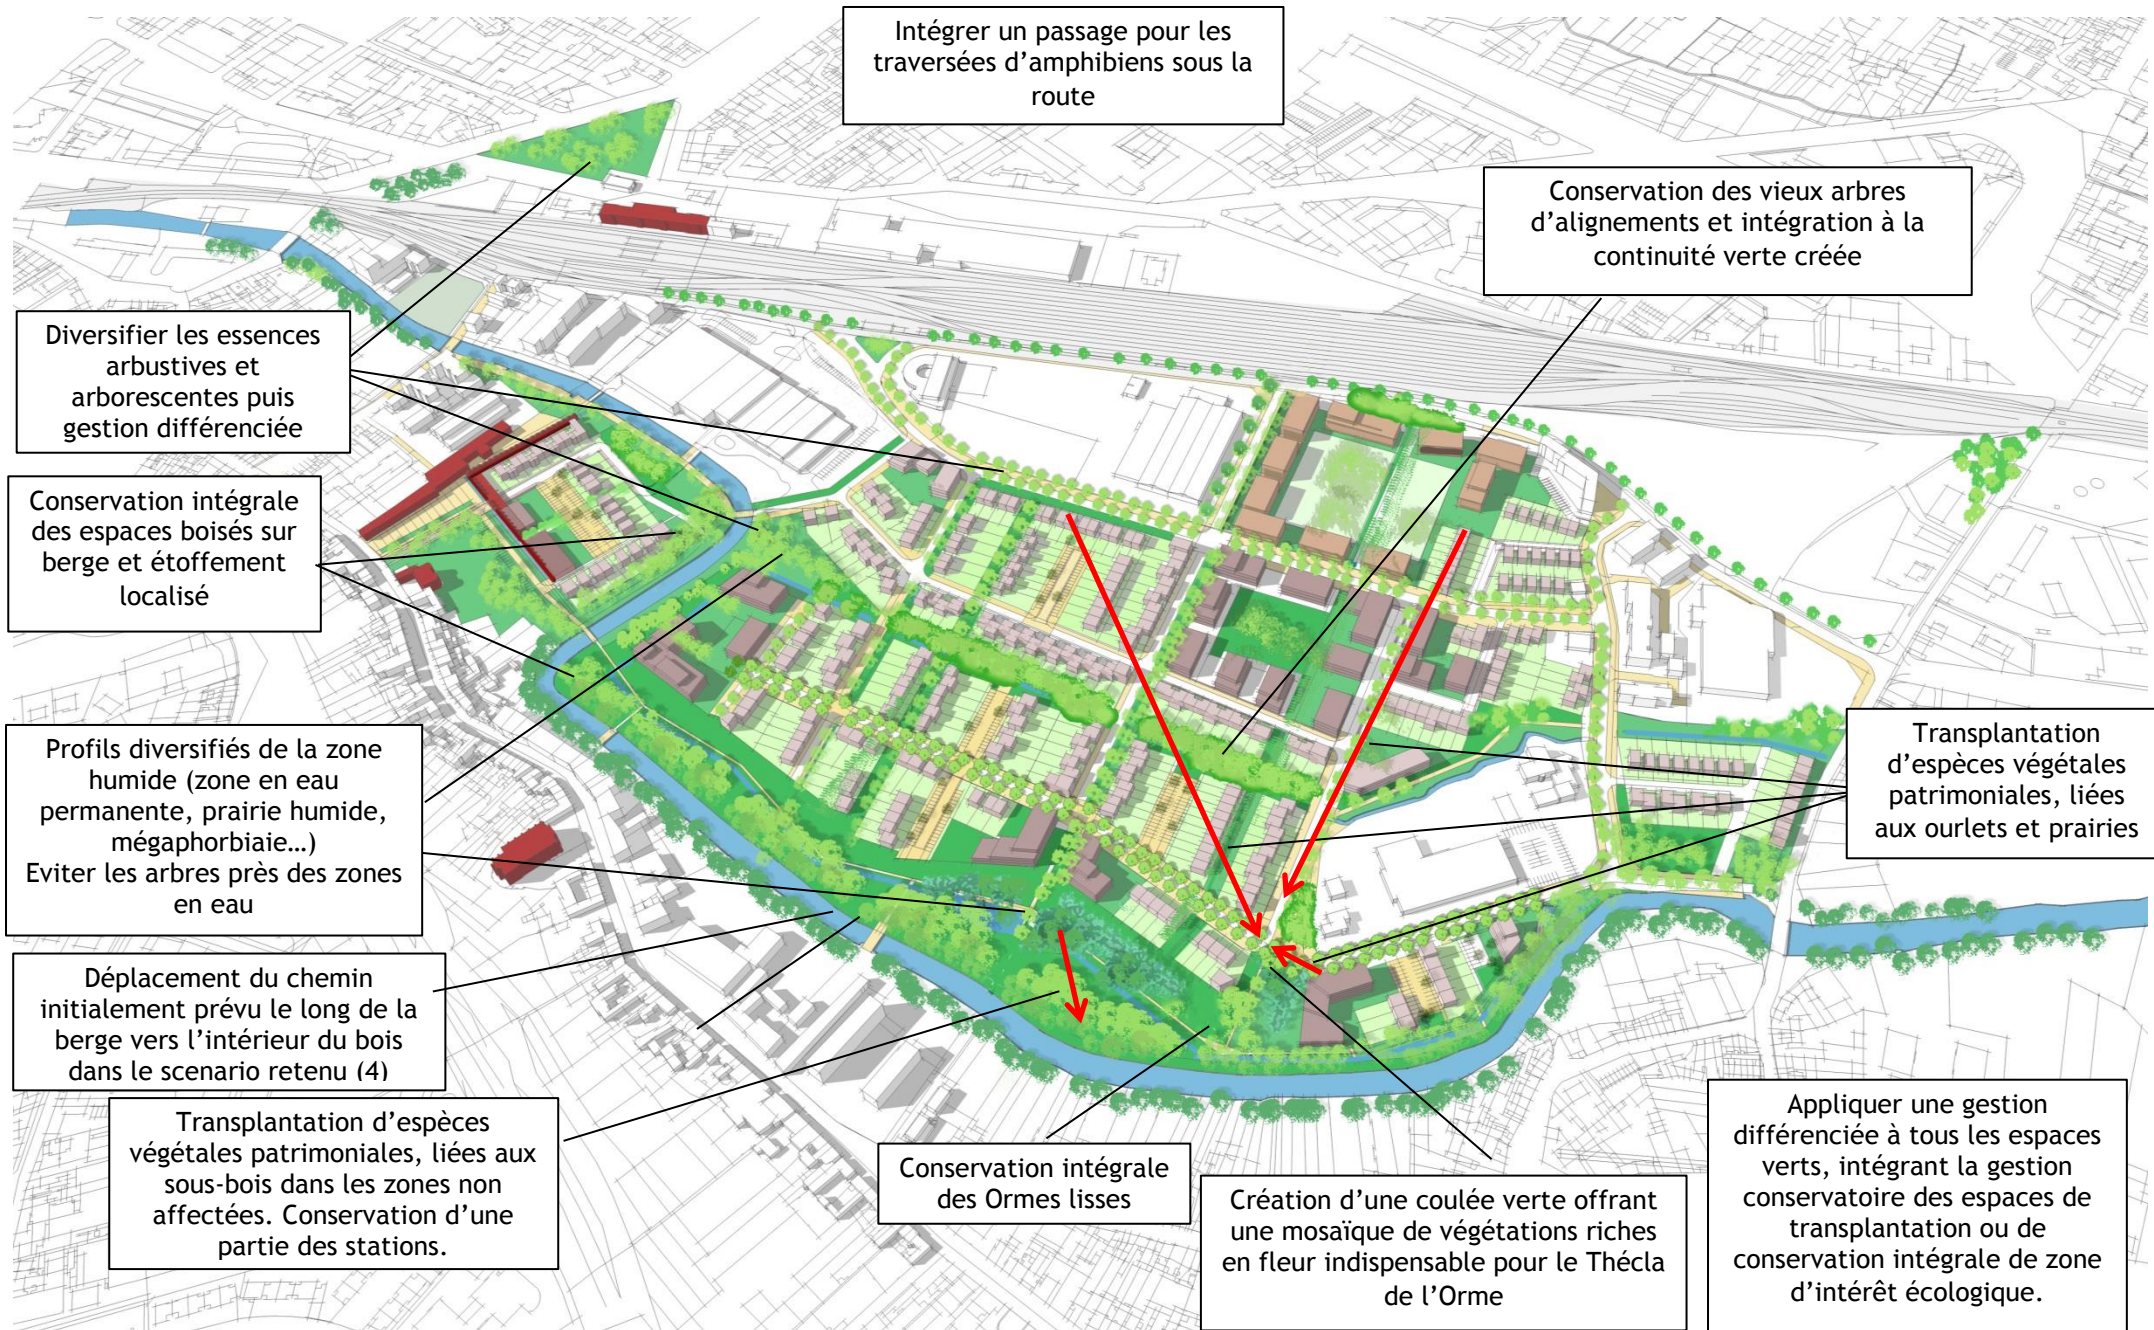 Intégrer un passage pour les
traversées d’amphibiens sous la
route
Conservation des vieux arbres
d’alignements et intégration à la
continuité verte créée
Diversifier les essences
arbustives et
arborescentes puis
gestion différenciée
Conservation intégrale
des espaces boisés sur
berge et étoffement
localisé
Profils diversifiés de la zone
humide (zone en eau
permanente, prairie humide,
mégaphorbiaie…)
Eviter les arbres près des zones
en eau
Transplantation
d’espèces végétales
patrimoniales, liées
aux ourlets et prairies
Déplacement du chemin
initialement prévu le long de la
berge vers l’intérieur du bois
dans le scenario retenu (4)
Transplantation d’espèces
végétales patrimoniales, liées aux
sous-bois dans les zones non
affectées. Conservation d’une
partie des stations.
Conservation intégrale
des Ormes lisses
Création d’une coulée verte offrant
une mosaïque de végétations riches
en fleur indispensable pour le Thécla
de l’Orme
Appliquer une gestion
différenciée à tous les espaces
verts, intégrant la gestion
conservatoire des espaces de
transplantation ou de
conservation intégrale de zone
d’intérêt écologique.